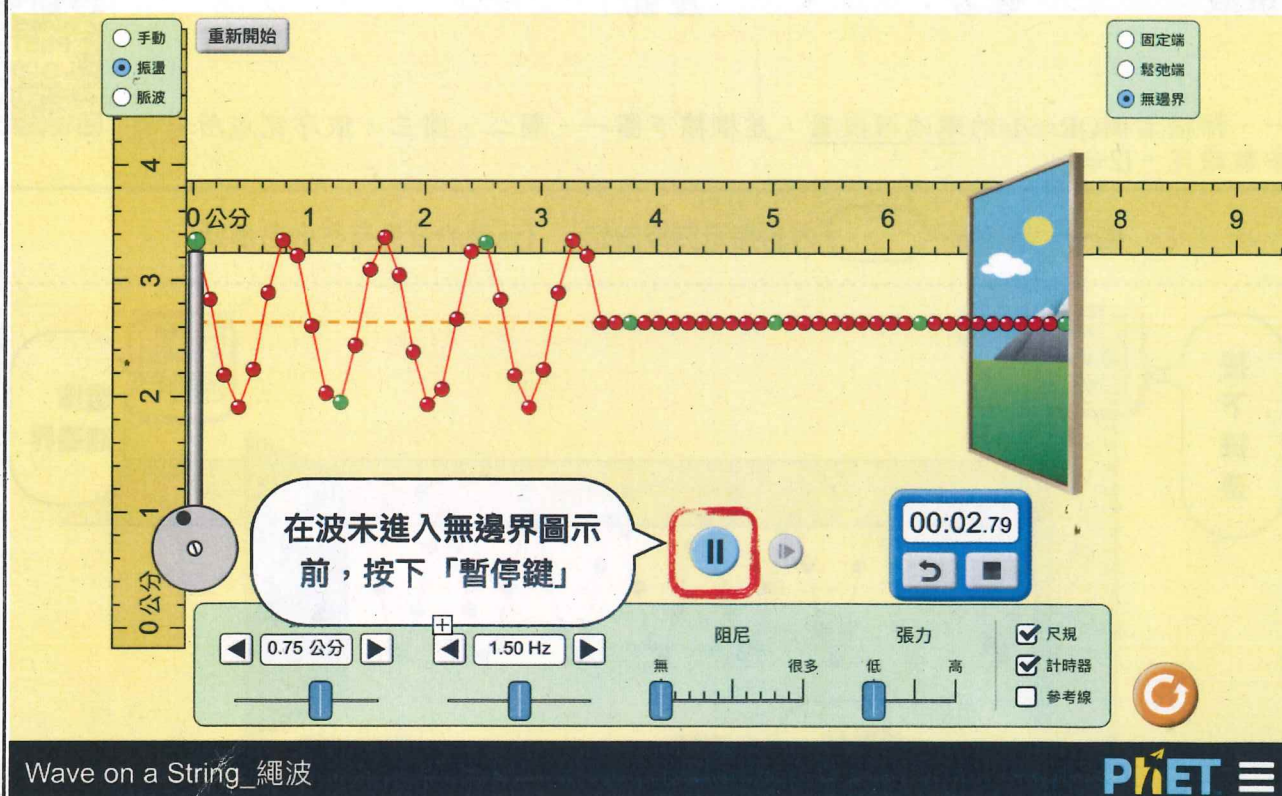 手動
振盪
脈波
重新開始
固定端
鬆弛端
無邊界
0公分 1 2 3 4 5 6 8 9
4
3
2
1
0公分
在波未進入無邊界圖示
前，按下「暫停鍵」
00:02.79
0.75 公分
1.50 Hz
阻尼
無 很多
張力
低 高
尺規
計時器
參考線
Wave on a String_繩波
PhET